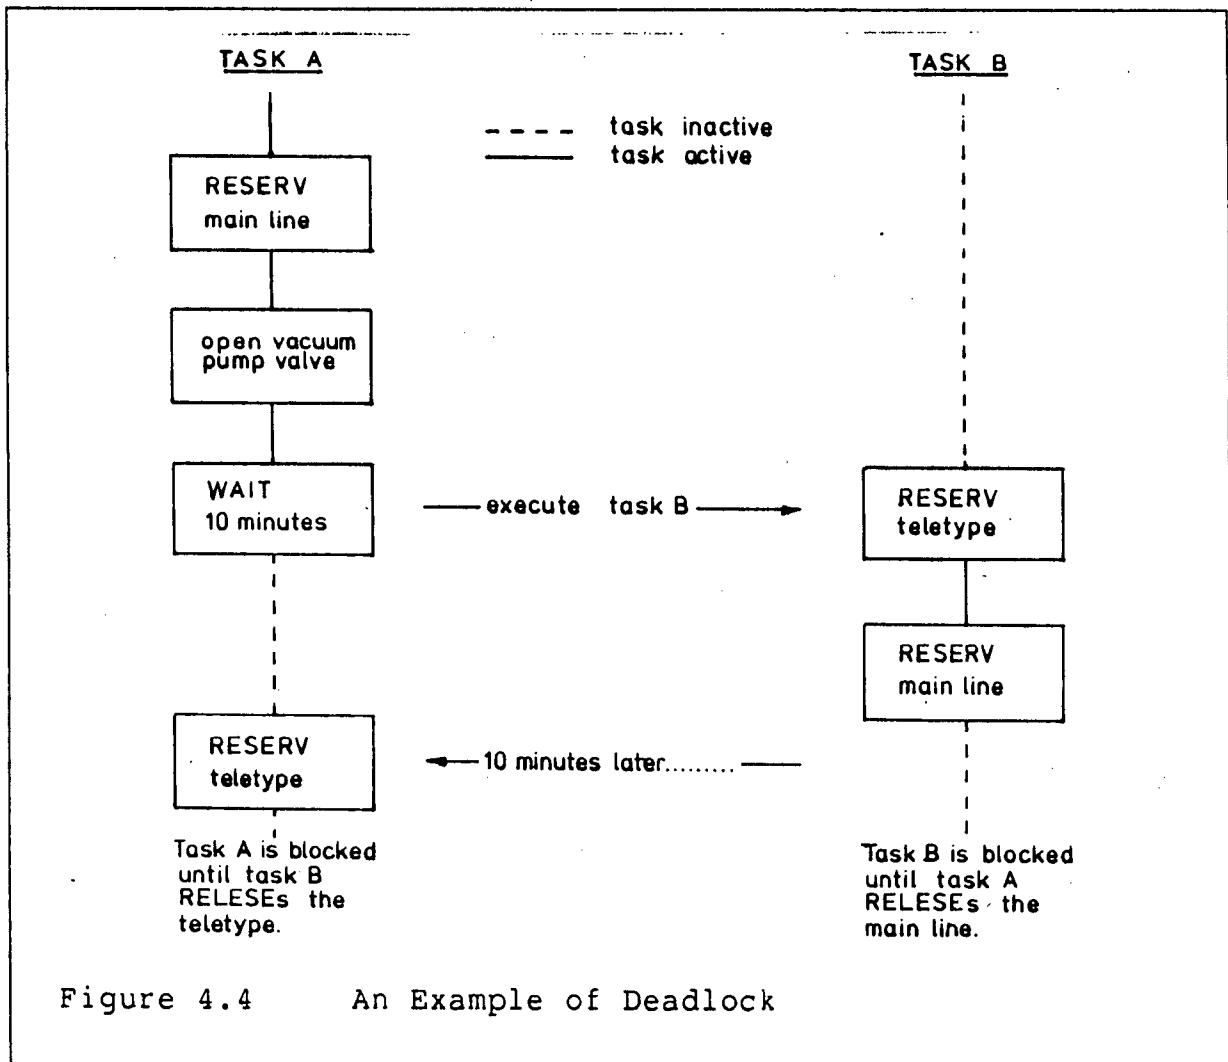 TASK A
TASK B
- - - - task inactive
—— task active
RESERV
main line
open vacuum
pump valve
WAIT
10 minutes
execute task B
RESERV
teletype
RESERV
main line
RESERV
teletype
10 minutes later.........
Task A is blocked
until task B
RELESEs the
teletype.
Task B is blocked
until task A
RELESEs the
main line.
Figure 4.4 An Example of Deadlock